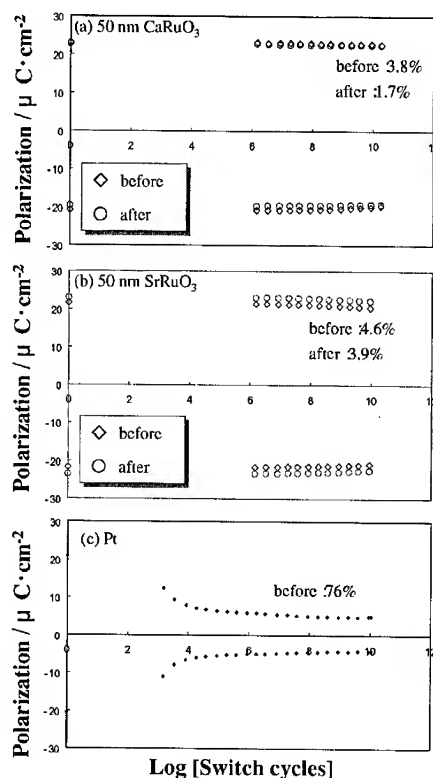 (a) 50 nm CaRuO₃
before :3.8%
after :1.7%
◇ before
○ after
Polarization / μ C·cm⁻²
30
20
10
0
-10
-20
-30
0 2 4 6 8 10 12
(b) 50 nm SrRuO₃
before :4.6%
after :3.9%
◇ before
○ after
Polarization / μ C·cm⁻²
30
20
10
0
-10
-20
-30
0 2 4 6 8 10 12
(c) Pt
before :76%
Polarization / μ C·cm⁻²
30
20
10
0
-10
-20
-30
0 2 4 6 8 10 12
Log [Switch cycles]